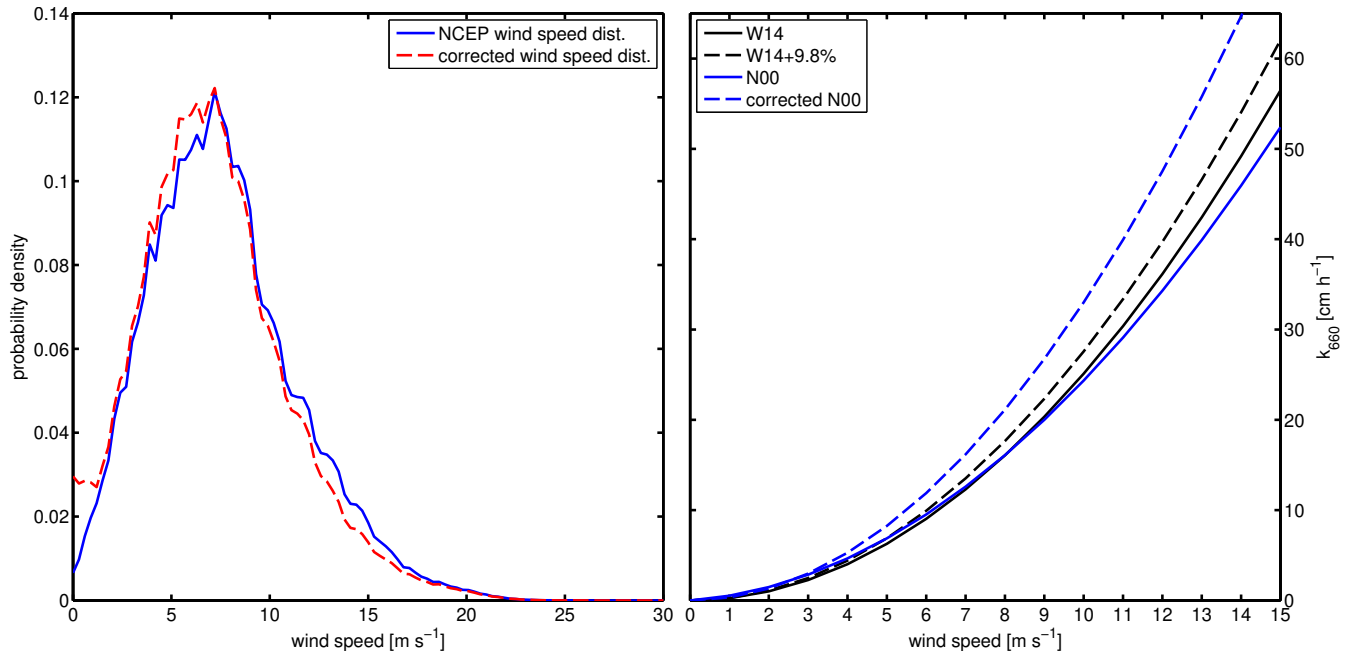 NCEP wind speed dist.
corrected wind speed dist.
0.14
0.12
0.1
0.08
0.06
0.04
0.02
0
probability density
0 5 10 15 20 25 30
wind speed [m s⁻¹]
W14
W14+9.8%
N00
corrected N00
60
50
40
30
20
10
0
k₆₆₀ [cm h⁻¹]
0 1 2 3 4 5 6 7 8 9 10 11 12 13 14 15
wind speed [m s⁻¹]